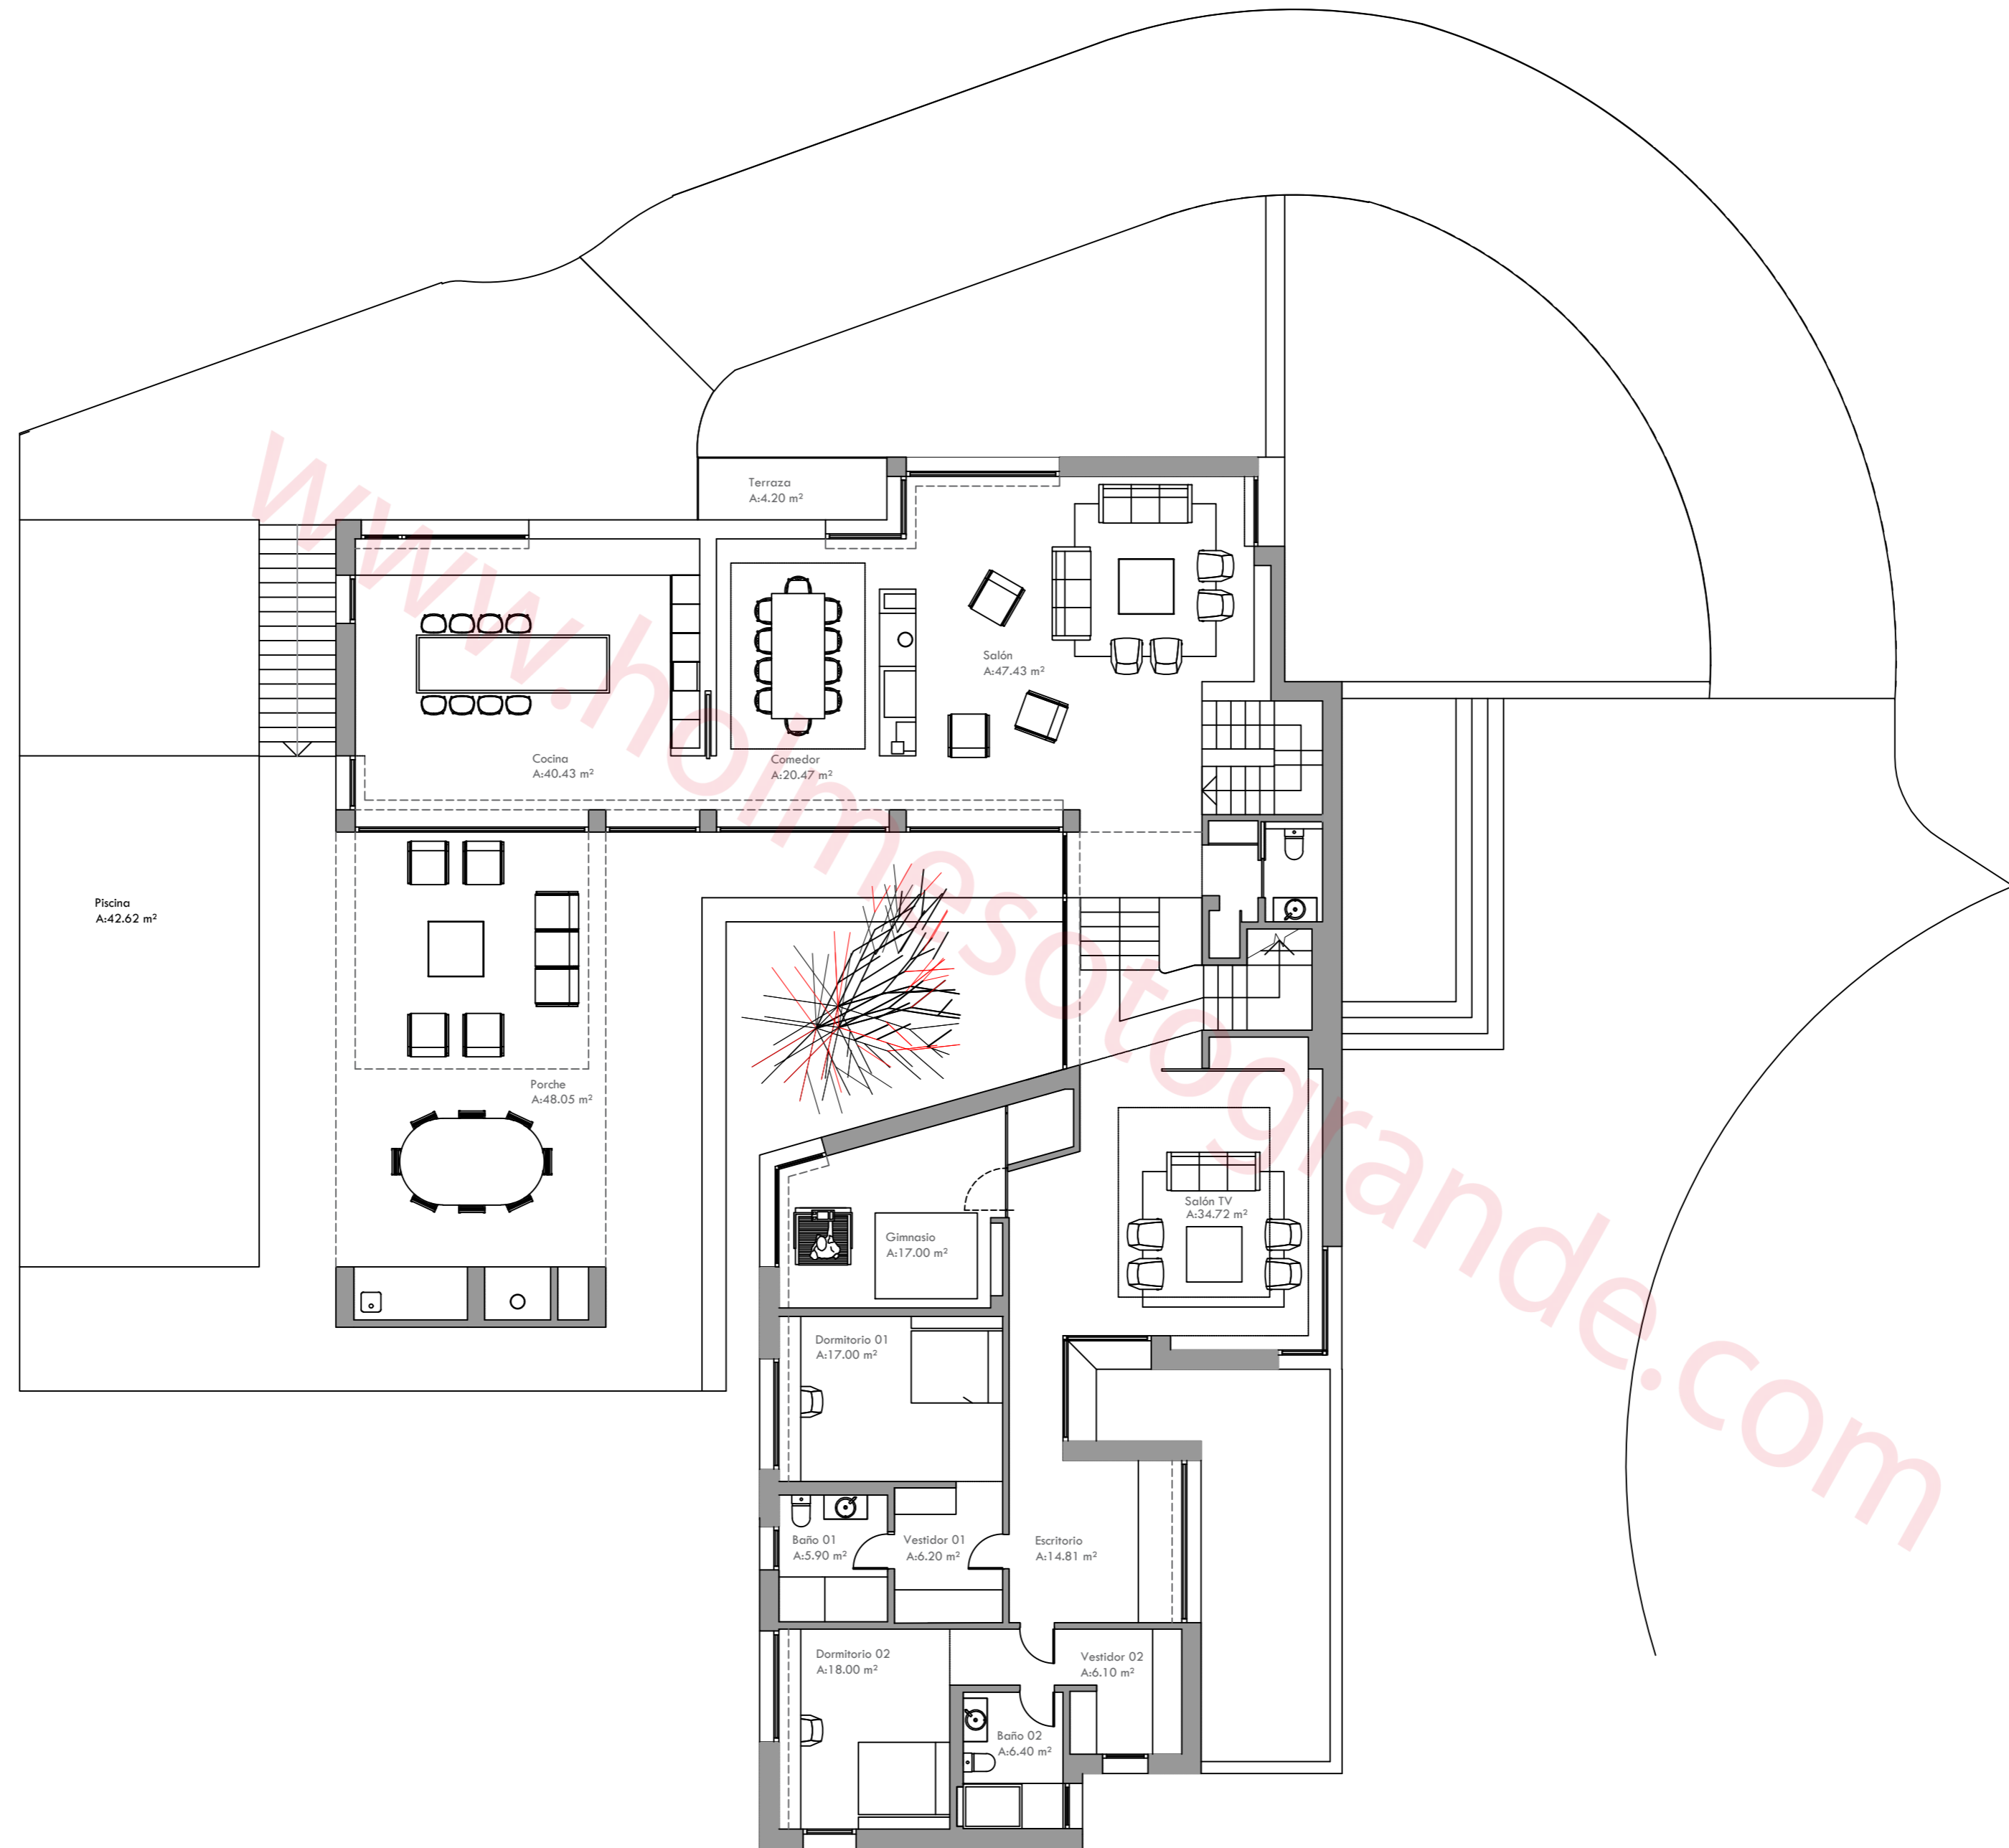 Terraza
A:4.20 m²
Salón
A:47.43 m²
Cocina
A:40.43 m²
Comedor
A:20.47 m²
Piscina
A:42.62 m²
Porche
A:48.05 m²
Salón TV
A:34.72 m²
Gimnasio
A:17.00 m²
Dormitorio 01
A:17.00 m²
Baño 01
A:5.90 m²
Vestidor 01
A:6.20 m²
Escritorio
A:14.81 m²
Dormitorio 02
A:18.00 m²
Vestidor 02
A:6.10 m²
Baño 02
A:6.40 m²
www.holmesotogrande.com